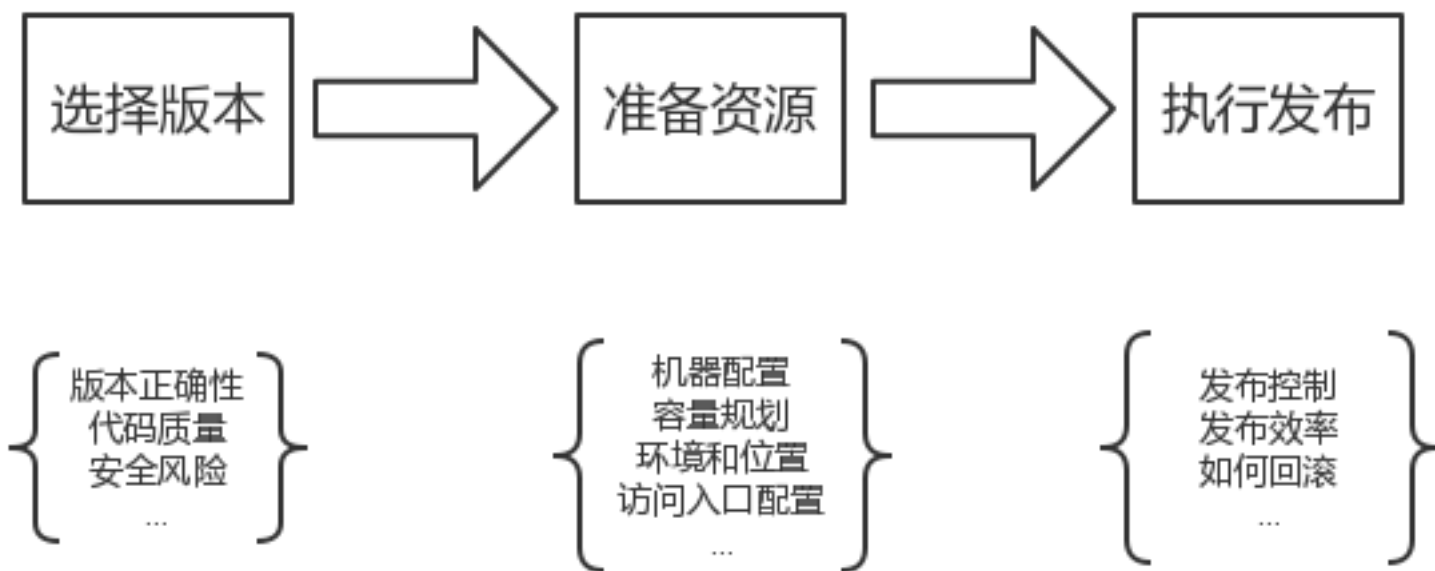 选择版本
准备资源
执行发布
版本正确性
代码质量
安全风险
...
机器配置
容量规划
环境和位置
访问入口配置
...
发布控制
发布效率
如何回滚
...